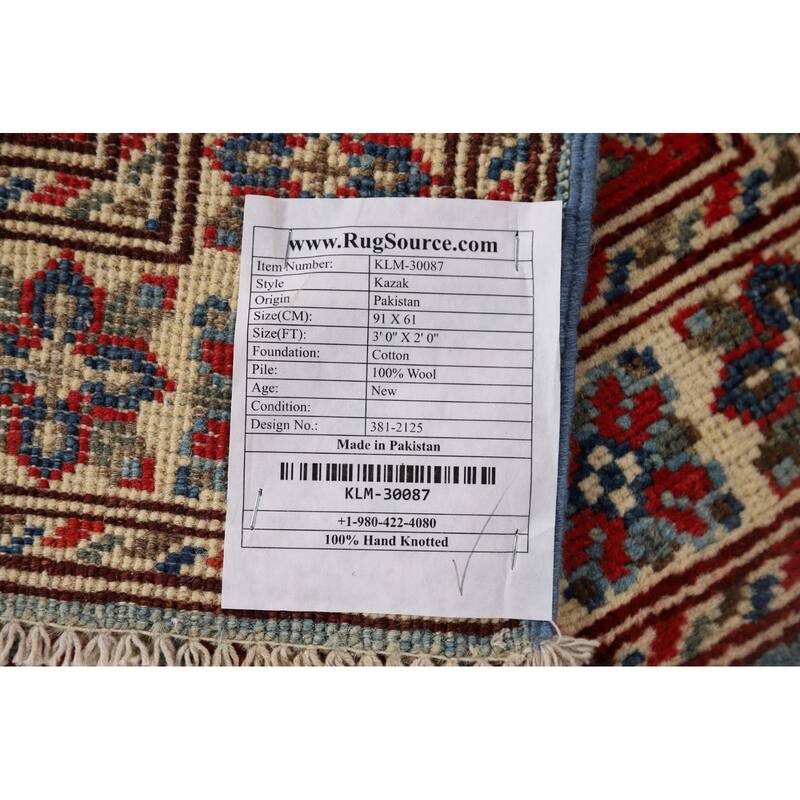 www.RugSource.com
Item Number: KLM-30087
Style Kazak
Origin Pakistan
Size(CM): 91 X 61
Size(FT): 3' 0" X 2' 0"
Foundation: Cotton
Pile: 100% Wool
Age: New
Condition:
Design No.: 381-2125
Made in Pakistan
KLM-30087
+1-980-422-4080
100% Hand Knotted